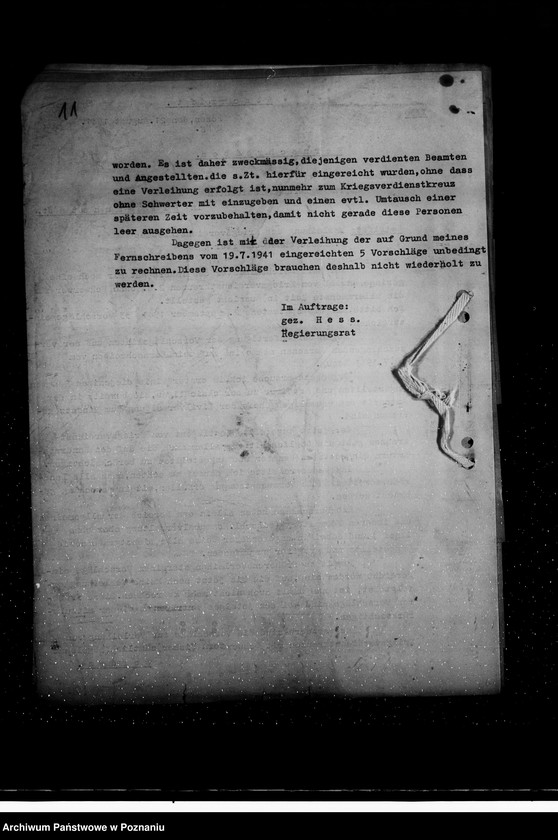 11
worden. Es ist daher zweckmässig,diejenigen verdienten Beamten
und Angestellten.die s.Zt. hierfür eingereicht wurden,ohne dass
eine Verleihung erfolgt ist,nunmehr zum Kriegsverdienstkreuz
ohne Schwerter mit einzugeben und einen evtl. Umtausch einer
späteren Zeit vorzubehalten,damit nicht gerade diese Personen
leer ausgehen.
Dagegen ist mit der Verleihung der auf Grund meines
Fernschreibens vom 19.7.1941 eingereichten 5 Vorschläge unbedingt
zu rechnen.Diese Vorschläge brauchen deshalb nicht wiederholt zu
werden.
Im Auftrage:
gez. H e s s.
Regierungsrat
Archiwum Państwowe w Poznaniu